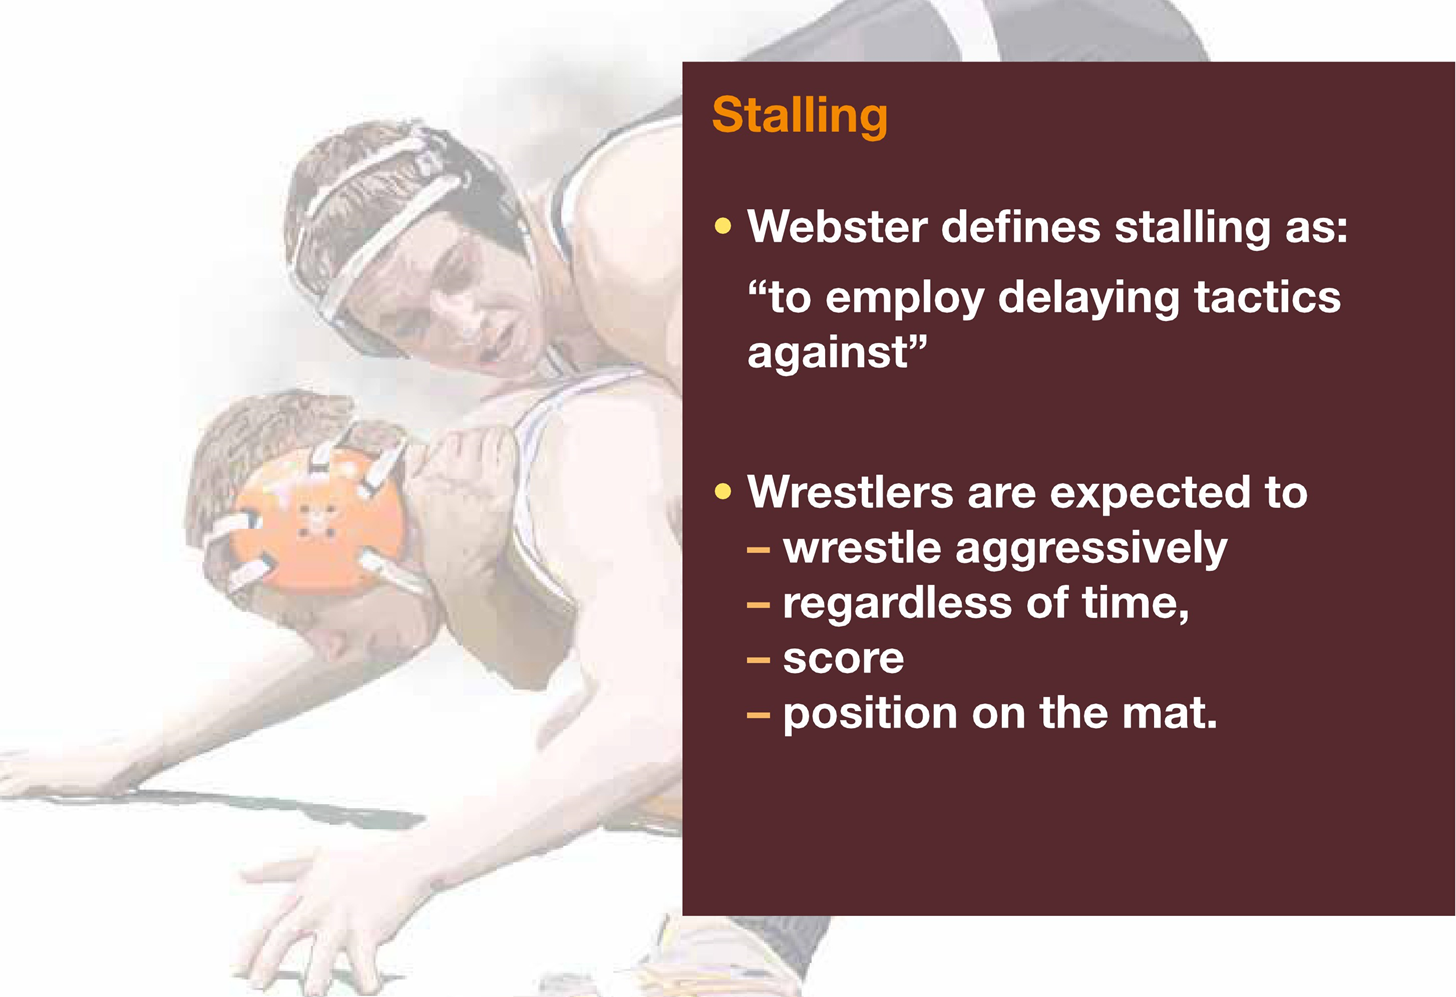 Stalling
• Webster defines stalling as:
“to employ delaying tactics
against”
• Wrestlers are expected to
– wrestle aggressively
– regardless of time,
– score
– position on the mat.